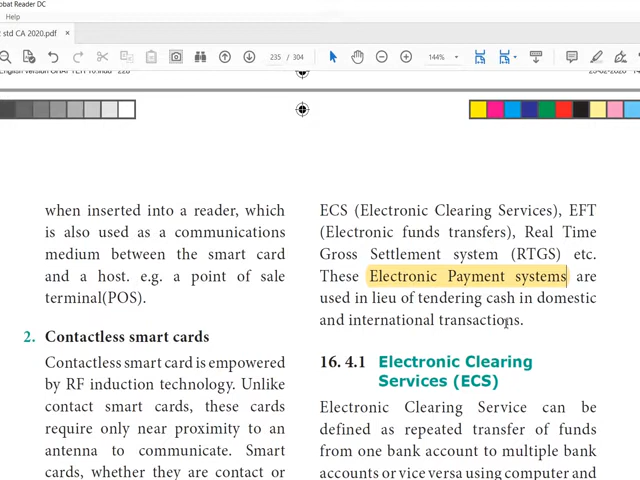 obat Reader DC
Help
t std CA 2020.pdf ×
235 / 304
144%
when inserted into a reader, which
is also used as a communications
medium between the smart card
and a host. e.g. a point of sale
terminal(POS).
2. Contactless smart cards
Contactless smart card is empowered
by RF induction technology. Unlike
contact smart cards, these cards
require only near proximity to an
antenna to communicate. Smart
cards, whether they are contact or
ECS (Electronic Clearing Services), EFT
(Electronic funds transfers), Real Time
Gross Settlement system (RTGS) etc.
These Electronic Payment systems are
used in lieu of tendering cash in domestic
and international transactions.
16. 4.1 Electronic Clearing
Services (ECS)
Electronic Clearing Service can be
defined as repeated transfer of funds
from one bank account to multiple bank
accounts or vice versa using computer and